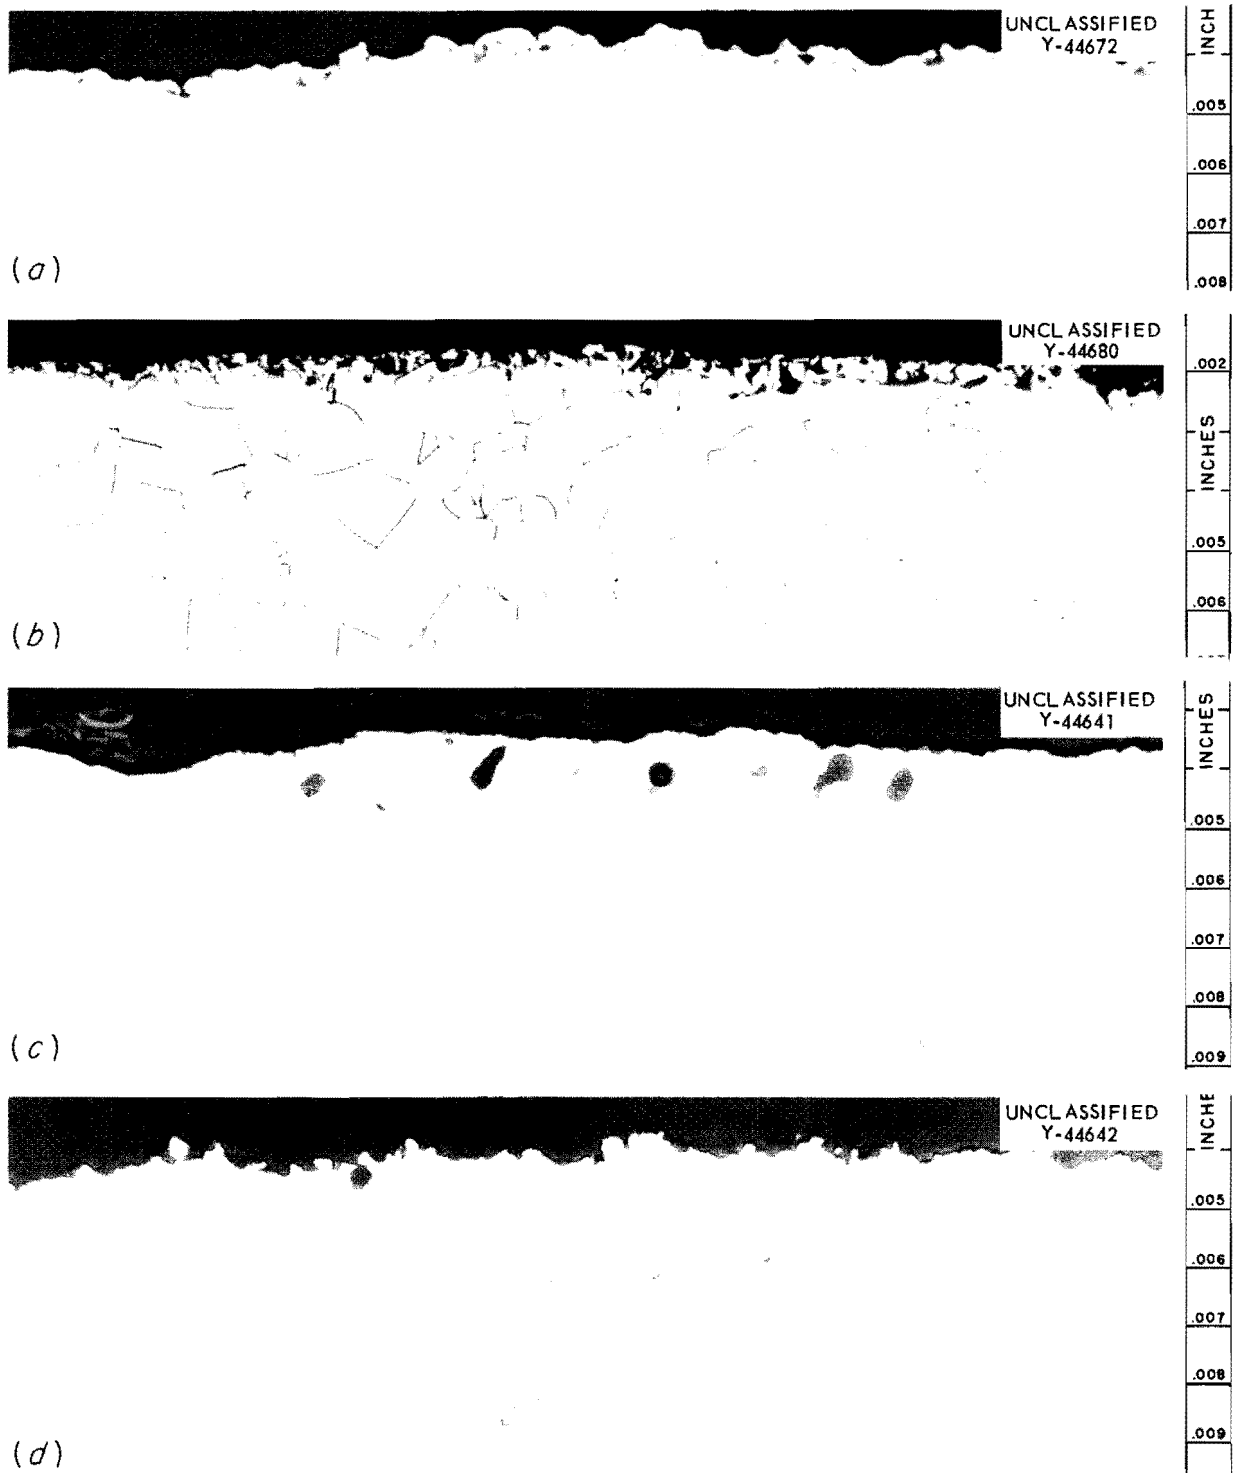 UNCLASSIFIED
Y-44672
INCH
.005
.006
.007
.008
(a)
UNCLASSIFIED
Y-44680
.002
INCHES
.005
.006
(b)
UNCLASSIFIED
Y-44641
INCHES
.005
.006
.007
.008
.009
(c)
UNCLASSIFIED
Y-44642
INCHE
.005
.006
.007
.008
.009
(d)